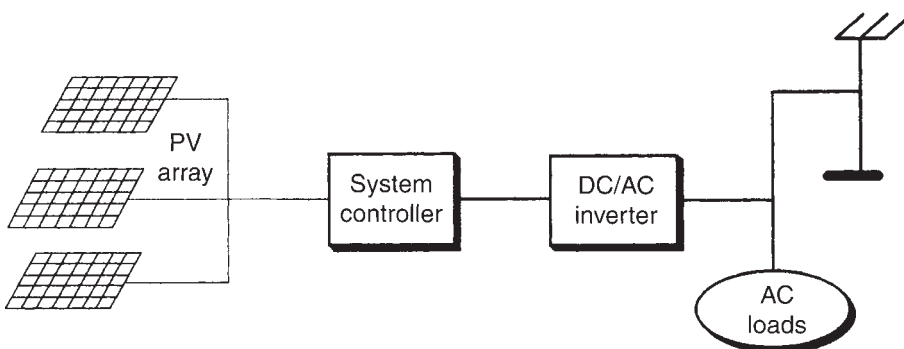 PV
array
System
controller
DC/AC
inverter
AC
loads